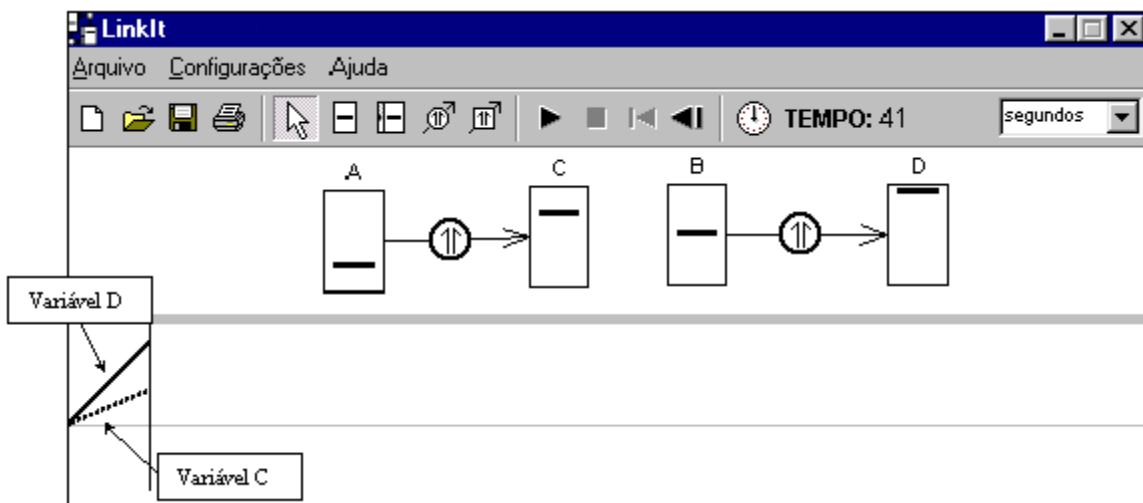 LinkIt
Arquivo Configurações Ajuda
TEMPO: 41 segundos
A C B D
Variável D
Variável C